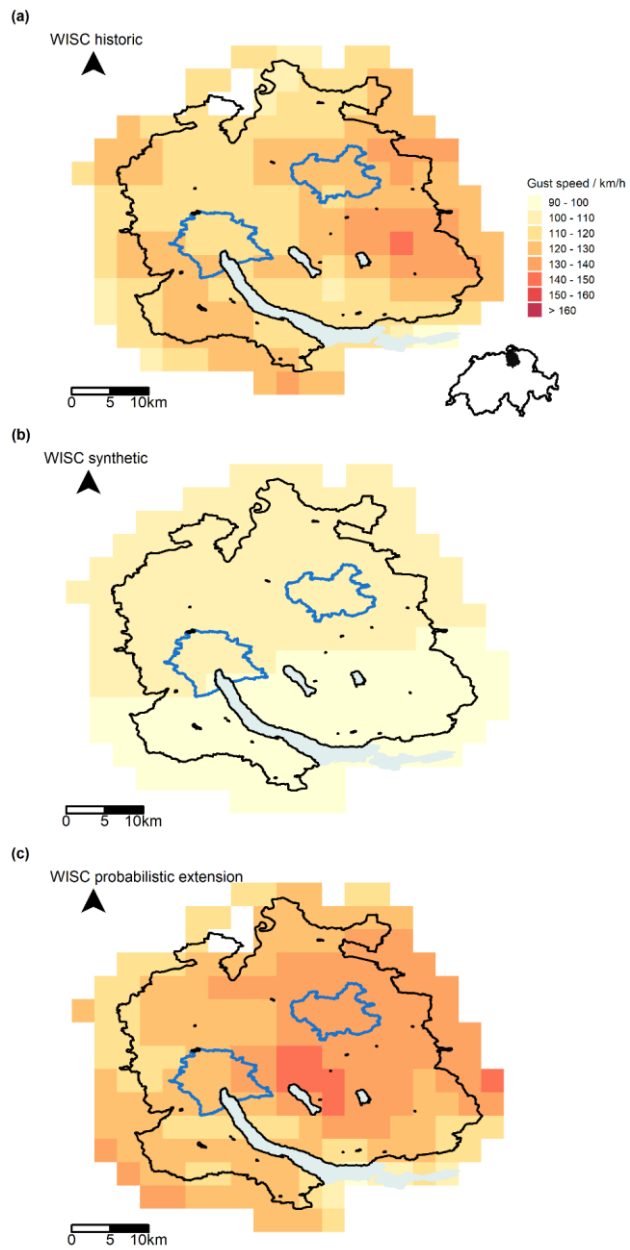 (a)
WISC historic
Gust speed / km/h
90 - 100
100 - 110
110 - 120
120 - 130
130 - 140
140 - 150
150 - 160
> 160
0 5 10km
(b)
WISC synthetic
0 5 10km
(c)
WISC probabilistic extension
0 5 10km